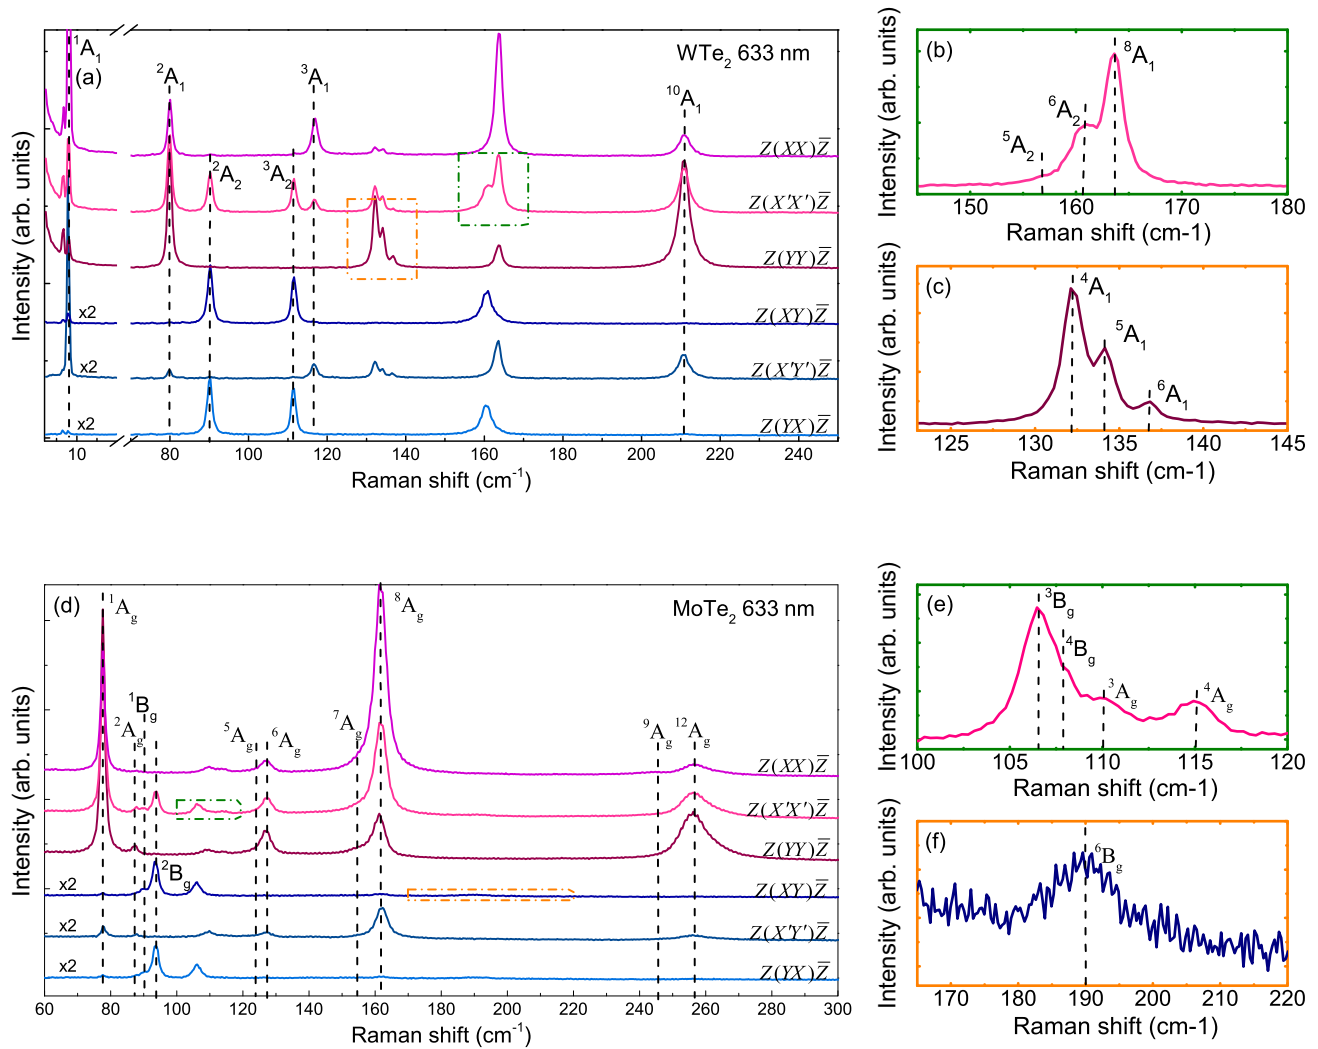 (a)
WTe₂ 633 nm
¹A₁
²A₁
³A₁
¹⁰A₁
²A₂
³A₂
Z(XX)Z̅
Z(X'X')Z̅
Z(YY)Z̅
x2
Z(XY)Z̅
x2
Z(X'Y')Z̅
x2
Z(YX)Z̅
Intensity (arb. units)
10 80 100 120 140 160 180 200 220 240
Raman shift (cm⁻¹)
(b)
⁸A₁
⁶A₂
⁵A₂
Intensity (arb. units)
150 160 170 180
Raman shift (cm-1)
(c)
⁴A₁
⁵A₁
⁶A₁
Intensity (arb. units)
125 130 135 140 145
Raman shift (cm-1)
(d)
MoTe₂ 633 nm
¹A_g
⁸A_g
¹B_g
²A_g
⁵A_g
⁶A_g
⁷A_g
⁹A_g
¹²A_g
Z(XX)Z̅
Z(X'X')Z̅
Z(YY)Z̅
²B_g
x2
Z(XY)Z̅
x2
Z(X'Y')Z̅
x2
Z(YX)Z̅
Intensity (arb. units)
60 80 100 120 140 160 180 200 220 240 260 280 300
Raman shift (cm⁻¹)
(e)
³B_g
⁴B_g
³A_g
⁴A_g
Intensity (arb. units)
100 105 110 115 120
Raman shift (cm-1)
(f)
⁶B_g
Intensity (arb. units)
170 180 190 200 210 220
Raman shift (cm-1)